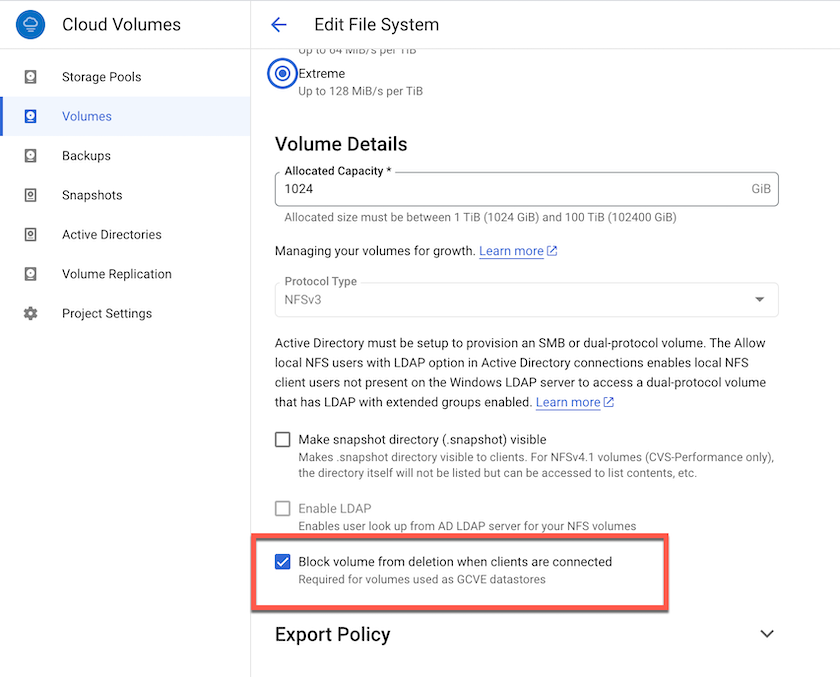 Cloud Volumes
Edit File System
Storage Pools
Volumes
Backups
Snapshots
Active Directories
Volume Replication
Project Settings
Up to 64 MiB/s per TiB
Extreme
Up to 128 MiB/s per TiB
Volume Details
Allocated Capacity *
1024 GiB
Allocated size must be between 1 TiB (1024 GiB) and 100 TiB (102400 GiB)
Managing your volumes for growth. Learn more
Protocol Type
NFSv3
Active Directory must be setup to provision an SMB or dual-protocol volume. The Allow
local NFS users with LDAP option in Active Directory connections enables local NFS
client users not present on the Windows LDAP server to access a dual-protocol volume
that has LDAP with extended groups enabled. Learn more
Make snapshot directory (.snapshot) visible
Makes .snapshot directory visible to clients. For NFSv4.1 volumes (CVS-Performance only),
the directory itself will not be listed but can be accessed to list contents, etc.
Enable LDAP
Enables user look up from AD LDAP server for your NFS volumes
Block volume from deletion when clients are connected
Required for volumes used as GCVE datastores
Export Policy